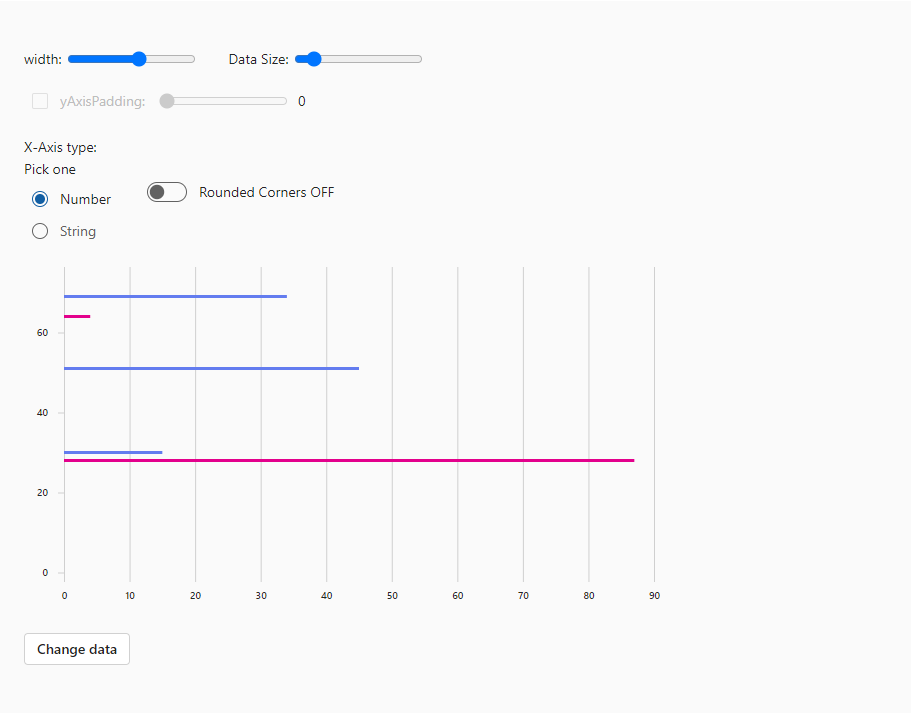 width: Data Size:
yAxisPadding: 0
X-Axis type:
Pick one
Number
Rounded Corners OFF
String
60
40
20
0
0 10 20 30 40 50 60 70 80 90
Change data